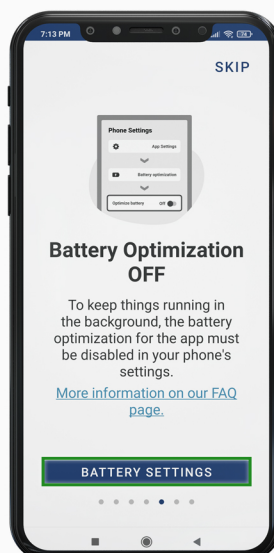 7:13 PM
SKIP
Phone Settings
App Settings
Battery optimization
Optimize battery Off
Battery Optimization
OFF
To keep things running in
the background, the battery
optimization for the app must
be disabled in your phone's
settings.
More information on our FAQ
page.
BATTERY SETTINGS